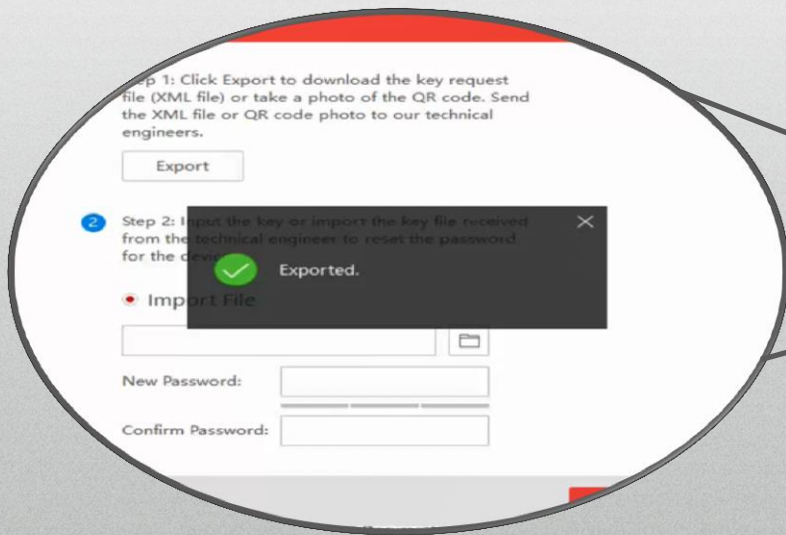 Step 1: Click Export to download the key request
file (XML file) or take a photo of the QR code. Send
the XML file or QR code photo to our technical
engineers.
Export
2
Step 2: Input the key or import the key file received
from the technical engineer to reset the password
for the device.
Exported.
Import File
New Password:
Confirm Password: